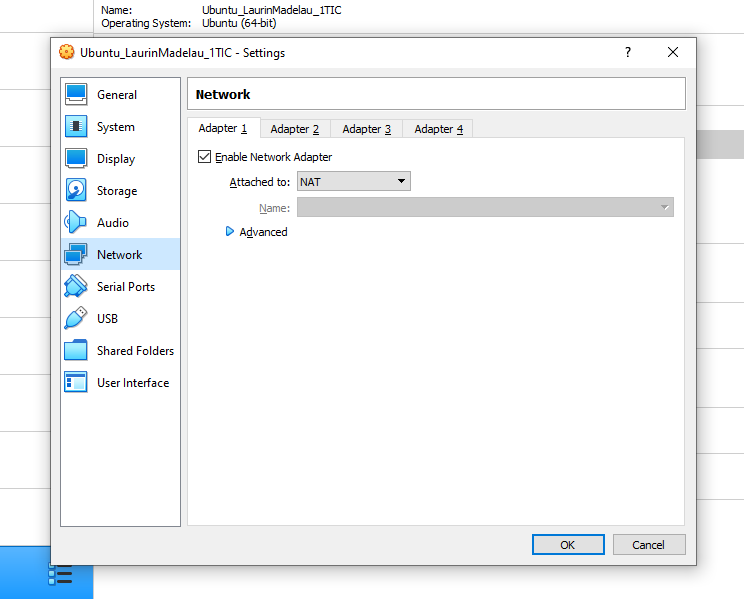 Name: Ubuntu_LaurinMadelau_1TIC
Operating System: Ubuntu (64-bit)
Ubuntu_LaurinMadelau_1TIC - Settings
?
General
System
Display
Storage
Audio
Network
Serial Ports
USB
Shared Folders
User Interface
Network
Adapter 1 Adapter 2 Adapter 3 Adapter 4
Enable Network Adapter
Attached to: NAT
Name:
Advanced
OK Cancel